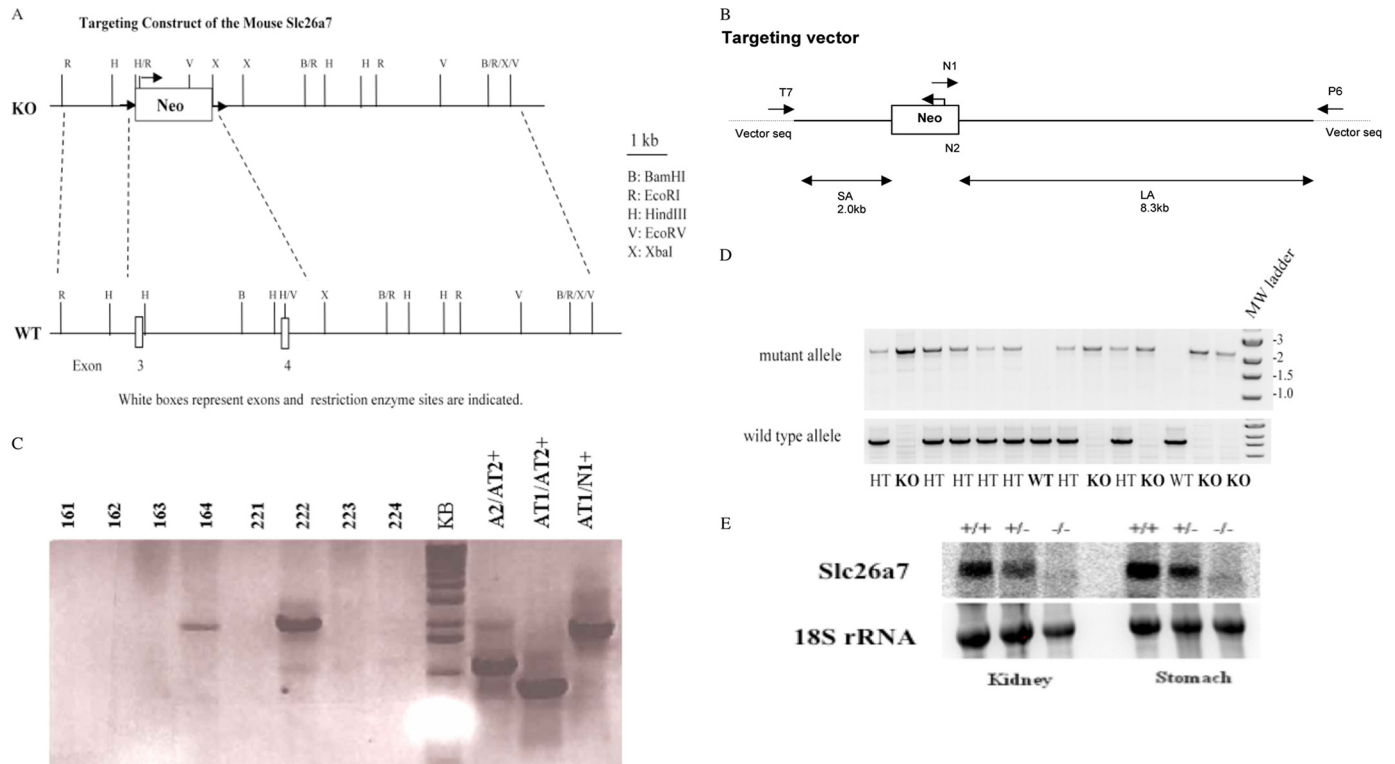 A
Targeting Construct of the Mouse Slc26a7
R H H/R V X X B/R H H R V B/R/X/V
KO
Neo
1 kb
B: BamHI
R: EcoRI
H: HindIII
V: EcoRV
X: XbaI
R H H B H H/V X B/R H H R V B/R/X/V
WT
Exon 3 4
White boxes represent exons and restriction enzyme sites are indicated.
B
Targeting vector
N1
T7
P6
Neo
Vector seq
N2
Vector seq
SA
2.0kb
LA
8.3kb
C
161 162 163 164 221 222 223 224 KB A2/AT2+ AT1/AT2+ AT1/N1+
D
MW ladder
mutant allele
-3
-2
-1.5
-1.0
wild type allele
HT KO HT HT HT HT WT HT KO HT KO WT KO KO
E
+/+ +/- -/- +/+ +/- -/-
Slc26a7
18S rRNA
Kidney Stomach